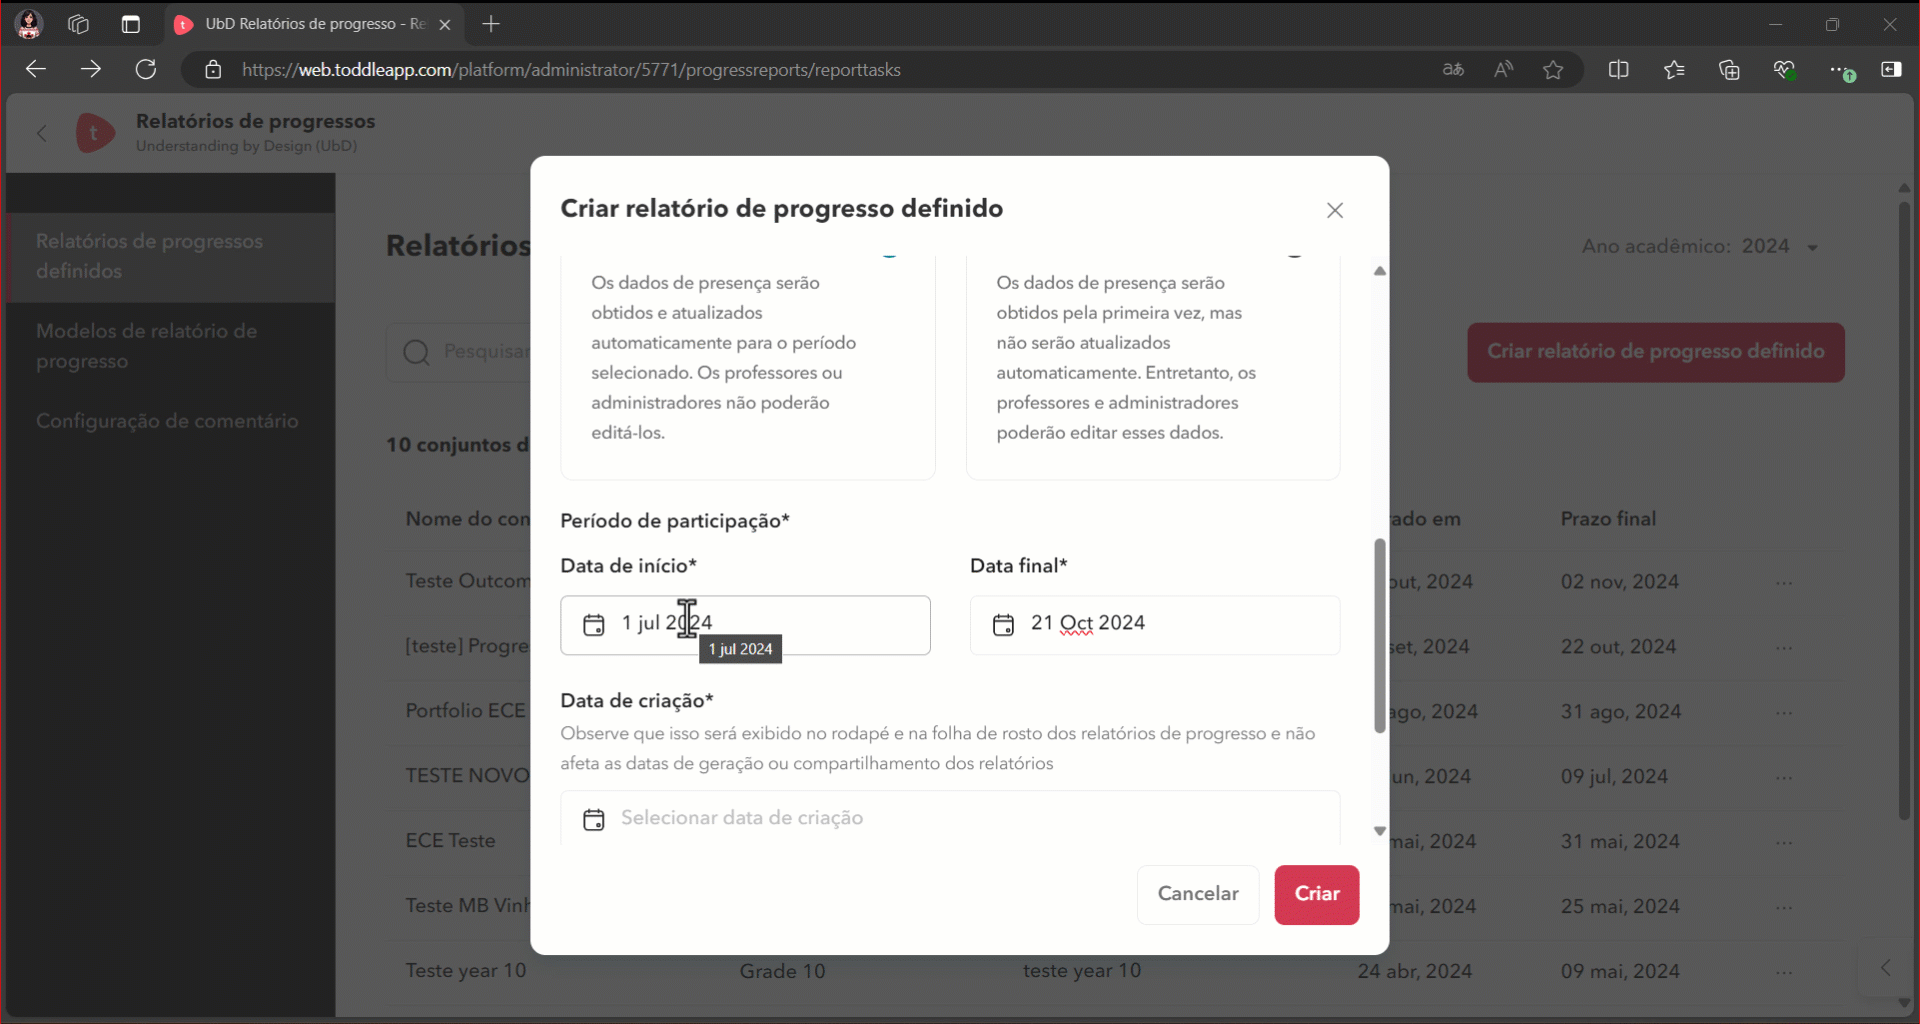 UbD Relatórios de progresso - Re
https://web.toddleapp.com/platform/administrator/5771/progressreports/reporttasks
t
Relatórios de progressos
Understanding by Design (UbD)
Relatórios de progressos
definidos
Modelos de relatório de
progresso
Configuração de comentário
Relatórios
Ano acadêmico: 2024
Pesquisar
Criar relatório de progresso definido
10 conjuntos d
Nome do con
ado em
Prazo final
Teste Outcom
out, 2024
02 nov, 2024
[teste] Progre
set, 2024
22 out, 2024
Portfolio ECE
ago, 2024
31 ago, 2024
TESTE NOVO
un, 2024
09 jul, 2024
ECE Teste
mai, 2024
31 mai, 2024
Teste MB Vinh
mai, 2024
25 mai, 2024
Teste year 10
Grade 10
teste year 10
24 abr, 2024
09 mai, 2024
Criar relatório de progresso definido
Os dados de presença serão
obtidos e atualizados
automaticamente para o período
selecionado. Os professores ou
administradores não poderão
editá-los.
Os dados de presença serão
obtidos pela primeira vez, mas
não serão atualizados
automaticamente. Entretanto, os
professores e administradores
poderão editar esses dados.
Período de participação*
Data de início*
Data final*
1 jul 2024
21 Oct 2024
1 jul 2024
Data de criação*
Observe que isso será exibido no rodapé e na folha de rosto dos relatórios de progresso e não
afeta as datas de geração ou compartilhamento dos relatórios
Selecionar data de criação
Cancelar
Criar